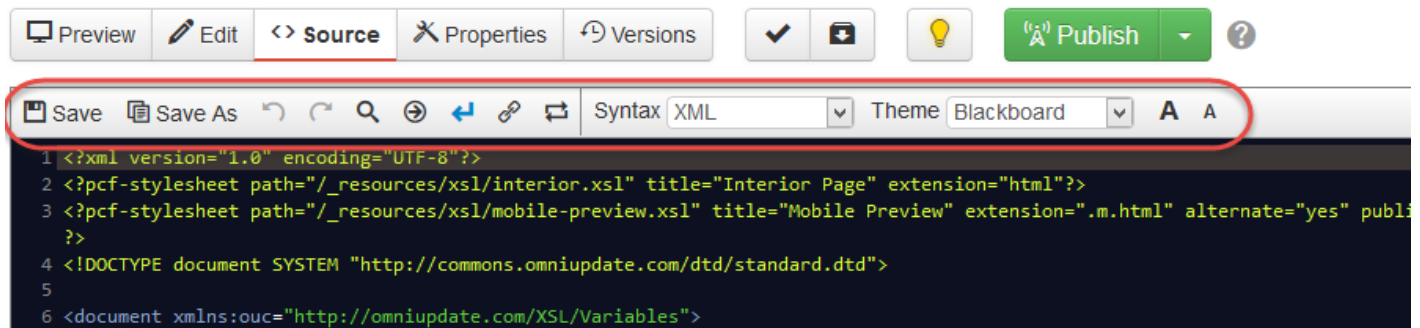 Preview Edit <> Source Properties Versions Publish ?
Save Save As Syntax XML Theme Blackboard A A
1 <?xml version="1.0" encoding="UTF-8"?>
2 <?pcf-stylesheet path="/_resources/xsl/interior.xsl" title="Interior Page" extension="html"?>
3 <?pcf-stylesheet path="/_resources/xsl/mobile-preview.xsl" title="Mobile Preview" extension=".m.html" alternate="yes" publi
?>
4 <!DOCTYPE document SYSTEM "http://commons.omniupdate.com/dtd/standard.dtd">
5
6 <document xmlns:ouc="http://omniupdate.com/XSL/Variables">